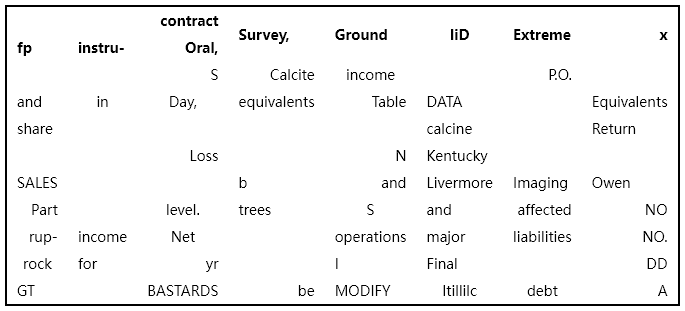 contract
fp instru- Oral, Survey, Ground liD Extreme x
S Calcite income P.O.
and in Day, equivalents Table DATA Equivalents
share calcine Return
Loss N Kentucky
SALES b and Livermore Imaging Owen
Part level. trees S and affected NO
rup- income Net operations major liabilities NO.
rock for yr I Final DD
GT BASTARDS be MODIFY Itillilc debt A